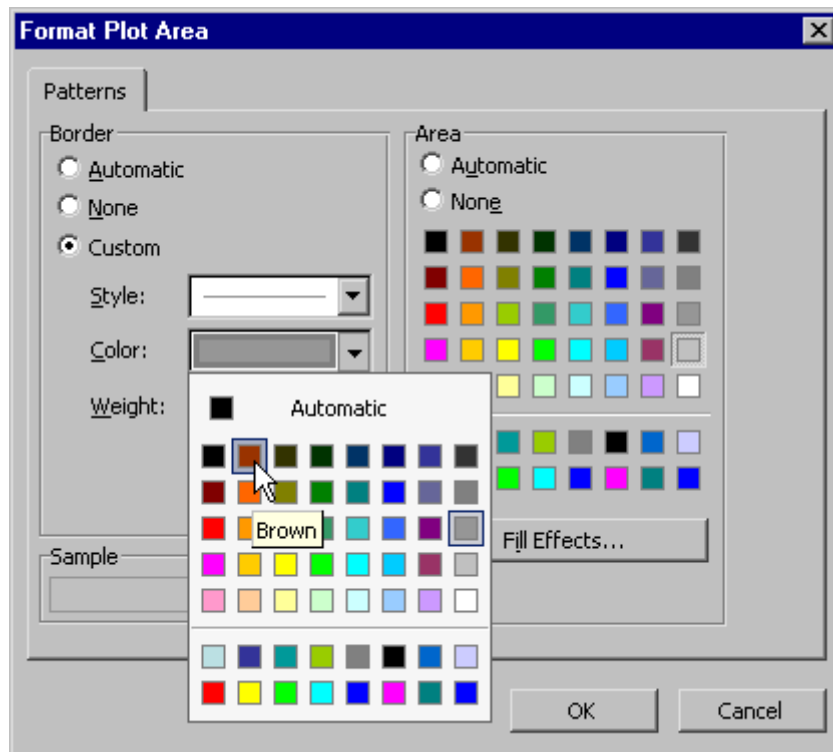 Format Plot Area
Patterns
Border
Automatic
None
Custom
Style:
Color:
Weight:
Automatic
Brown
Sample
Area
Automatic
None
Fill Effects...
OK
Cancel